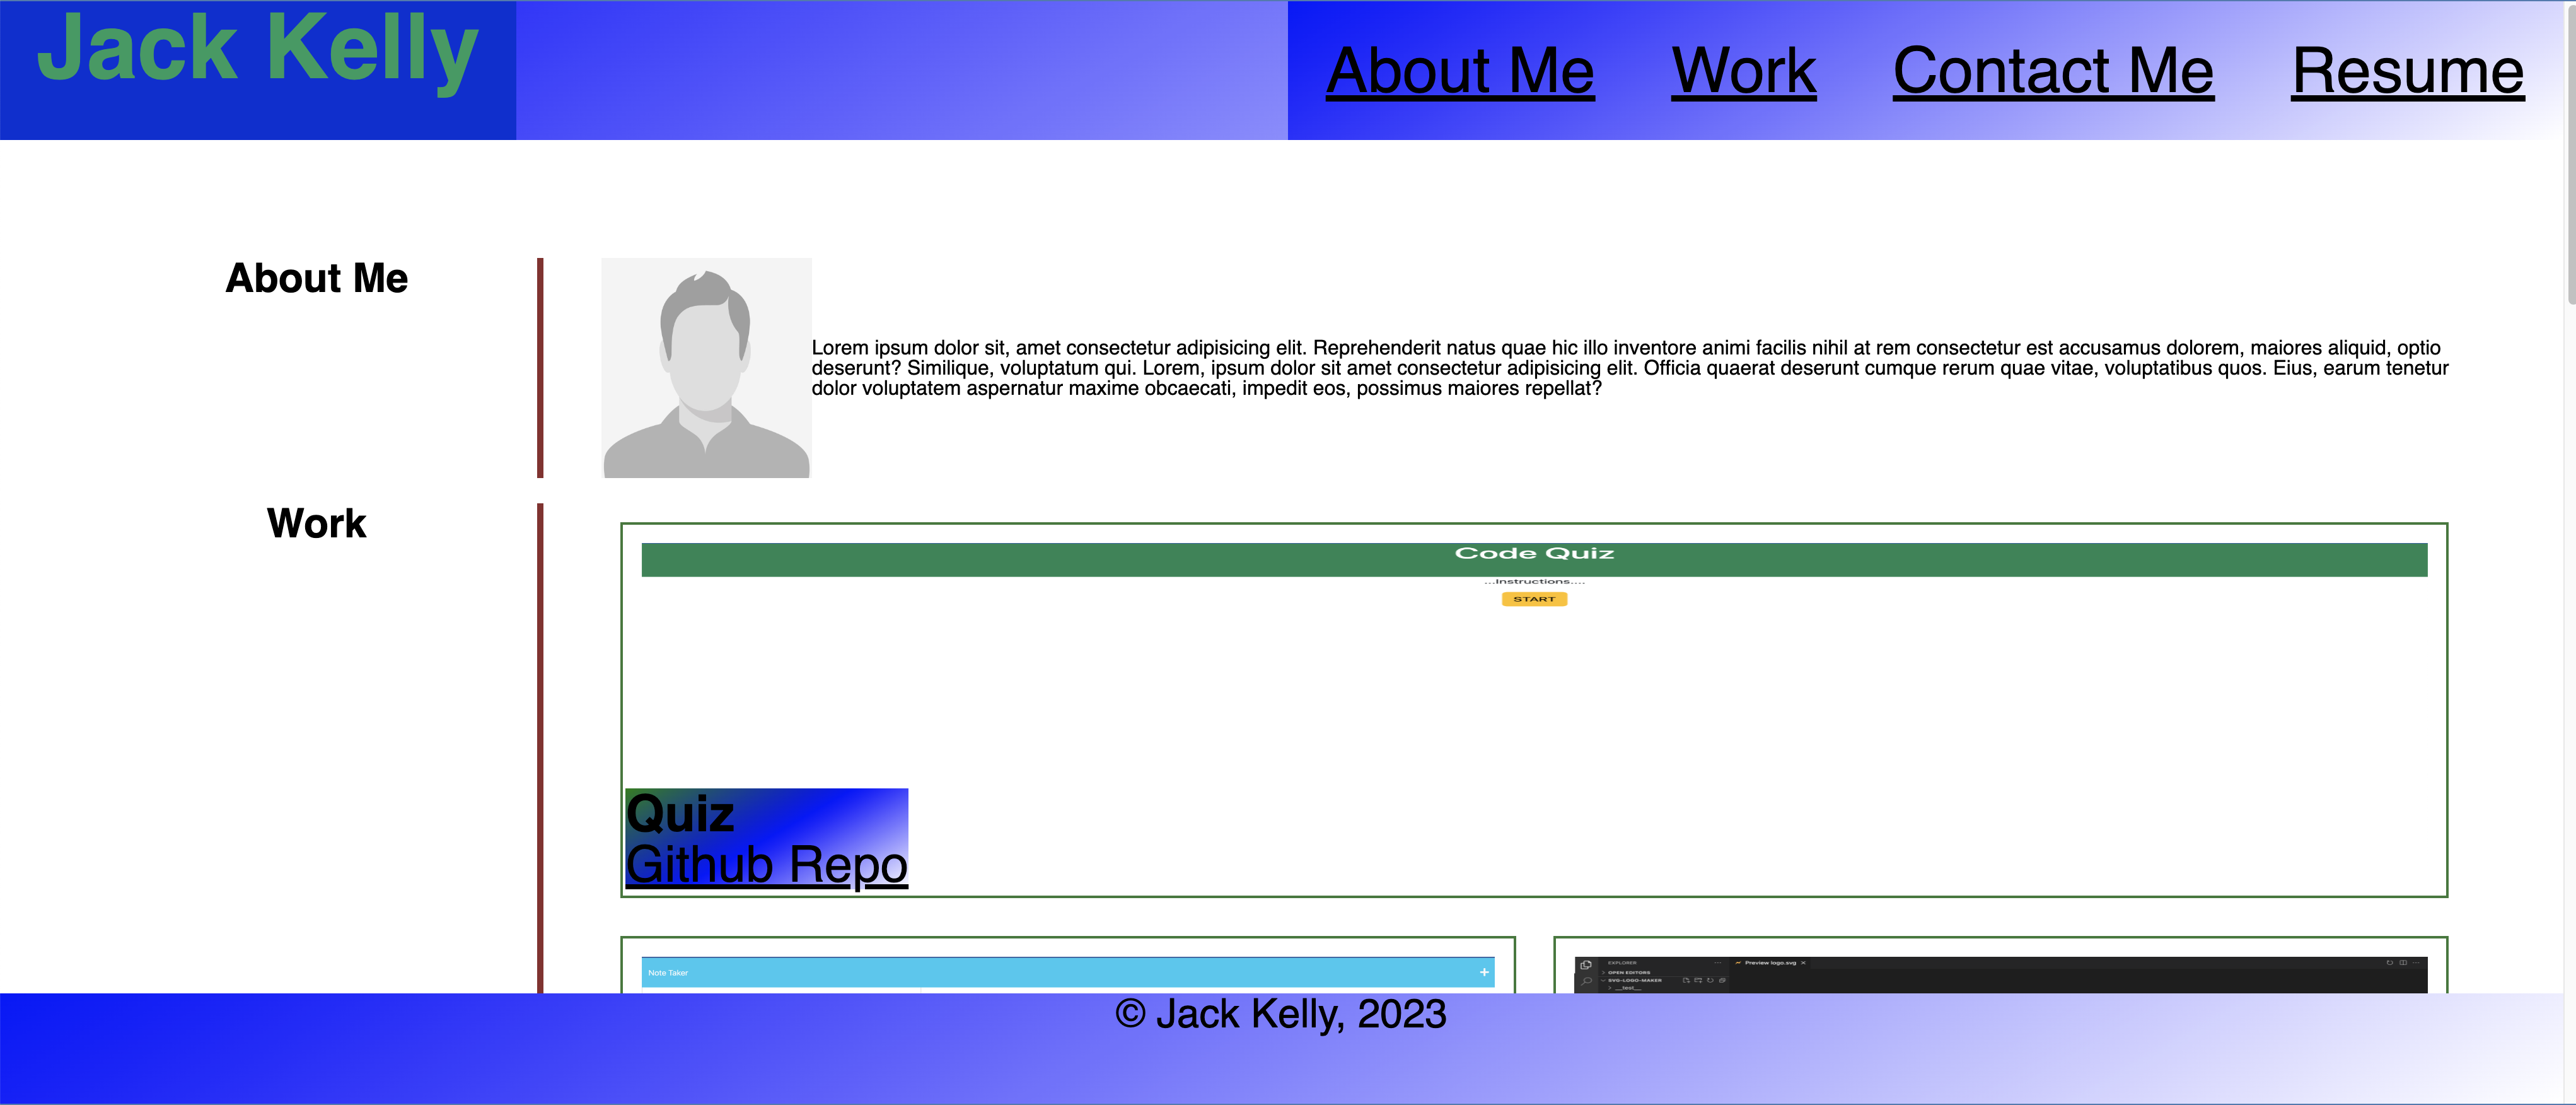 Jack Kelly
About Me Work Contact Me Resume
About Me
Lorem ipsum dolor sit, amet consectetur adipisicing elit. Reprehenderit natus quae hic illo inventore animi facilis nihil at rem consectetur est accusamus dolorem, maiores aliquid, optio
deserunt? Similique, voluptatum qui. Lorem, ipsum dolor sit amet consectetur adipisicing elit. Officia quaerat deserunt cumque rerum quae vitae, voluptatibus quos. Eius, earum tenetur
dolor voluptatem aspernatur maxime obcaecati, impedit eos, possimus maiores repellat?
Work
Code Quiz
...Instructions....
START
Quiz
Github Repo
Note Taker
EXPLORER
Preview logo.svg
OPEN EDITORS
SVG-LOGO-MAKER
__test__
© Jack Kelly, 2023